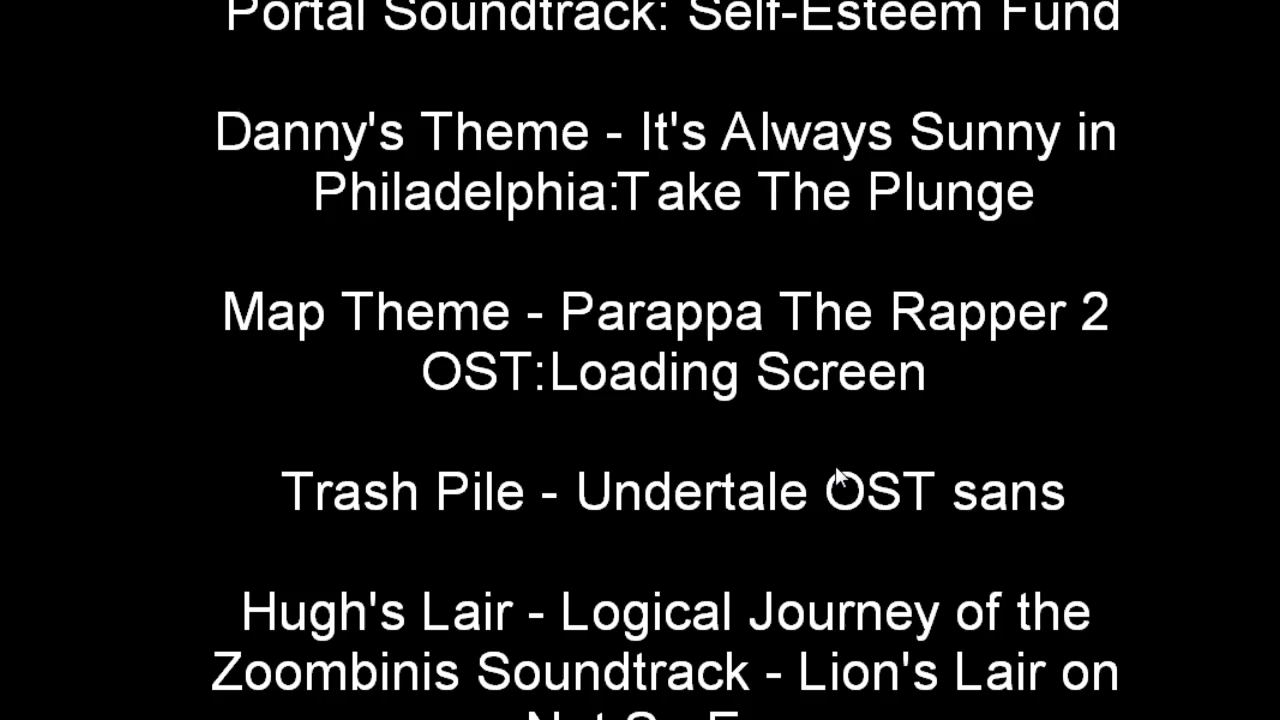 Portal Soundtrack: Self-Esteem Fund
Danny's Theme - It's Always Sunny in
Philadelphia:Take The Plunge
Map Theme - Parappa The Rapper 2
OST:Loading Screen
Trash Pile - Undertale OST sans
Hugh's Lair - Logical Journey of the
Zoombinis Soundtrack - Lion's Lair on